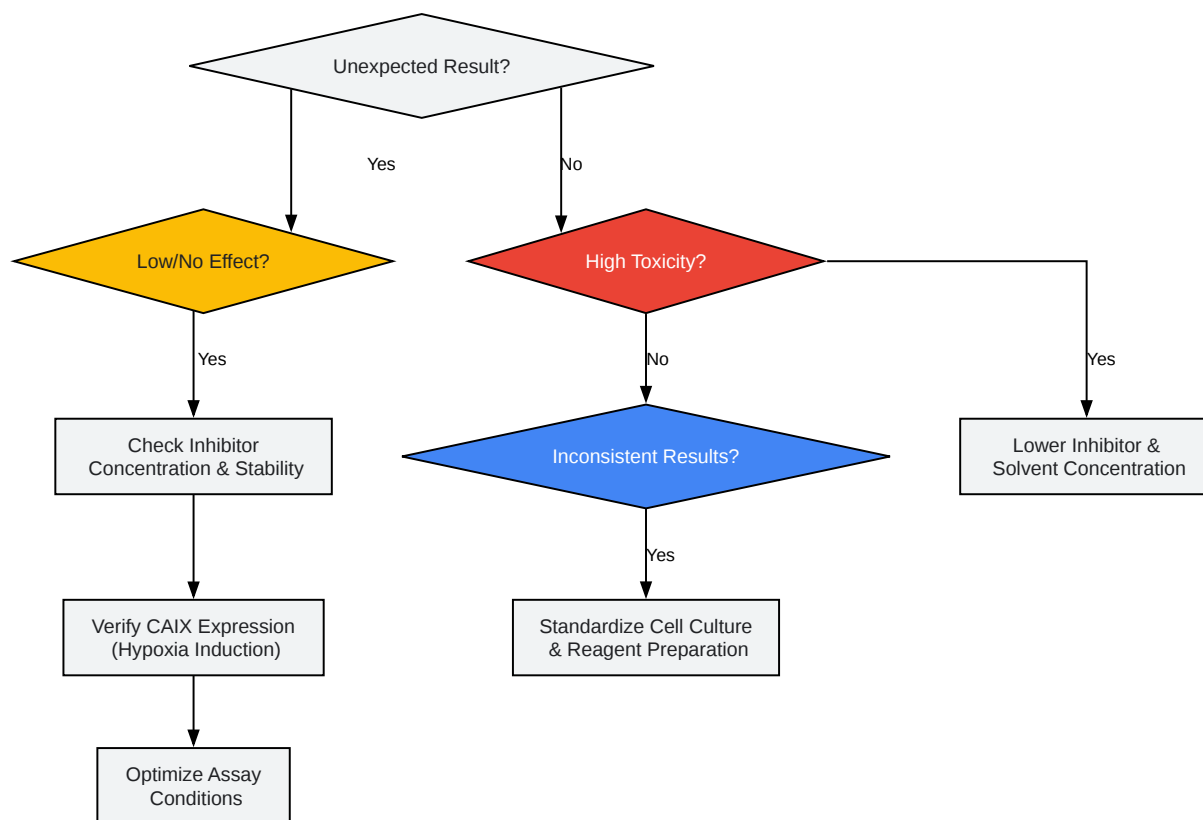 Unexpected Result?
Yes
No
Low/No Effect?
High Toxicity?
Yes
No
Yes
Check Inhibitor
Concentration & Stability
Inconsistent Results?
Lower Inhibitor &
Solvent Concentration
Yes
Verify CAIX Expression
(Hypoxia Induction)
Standardize Cell Culture
& Reagent Preparation
Optimize Assay
Conditions